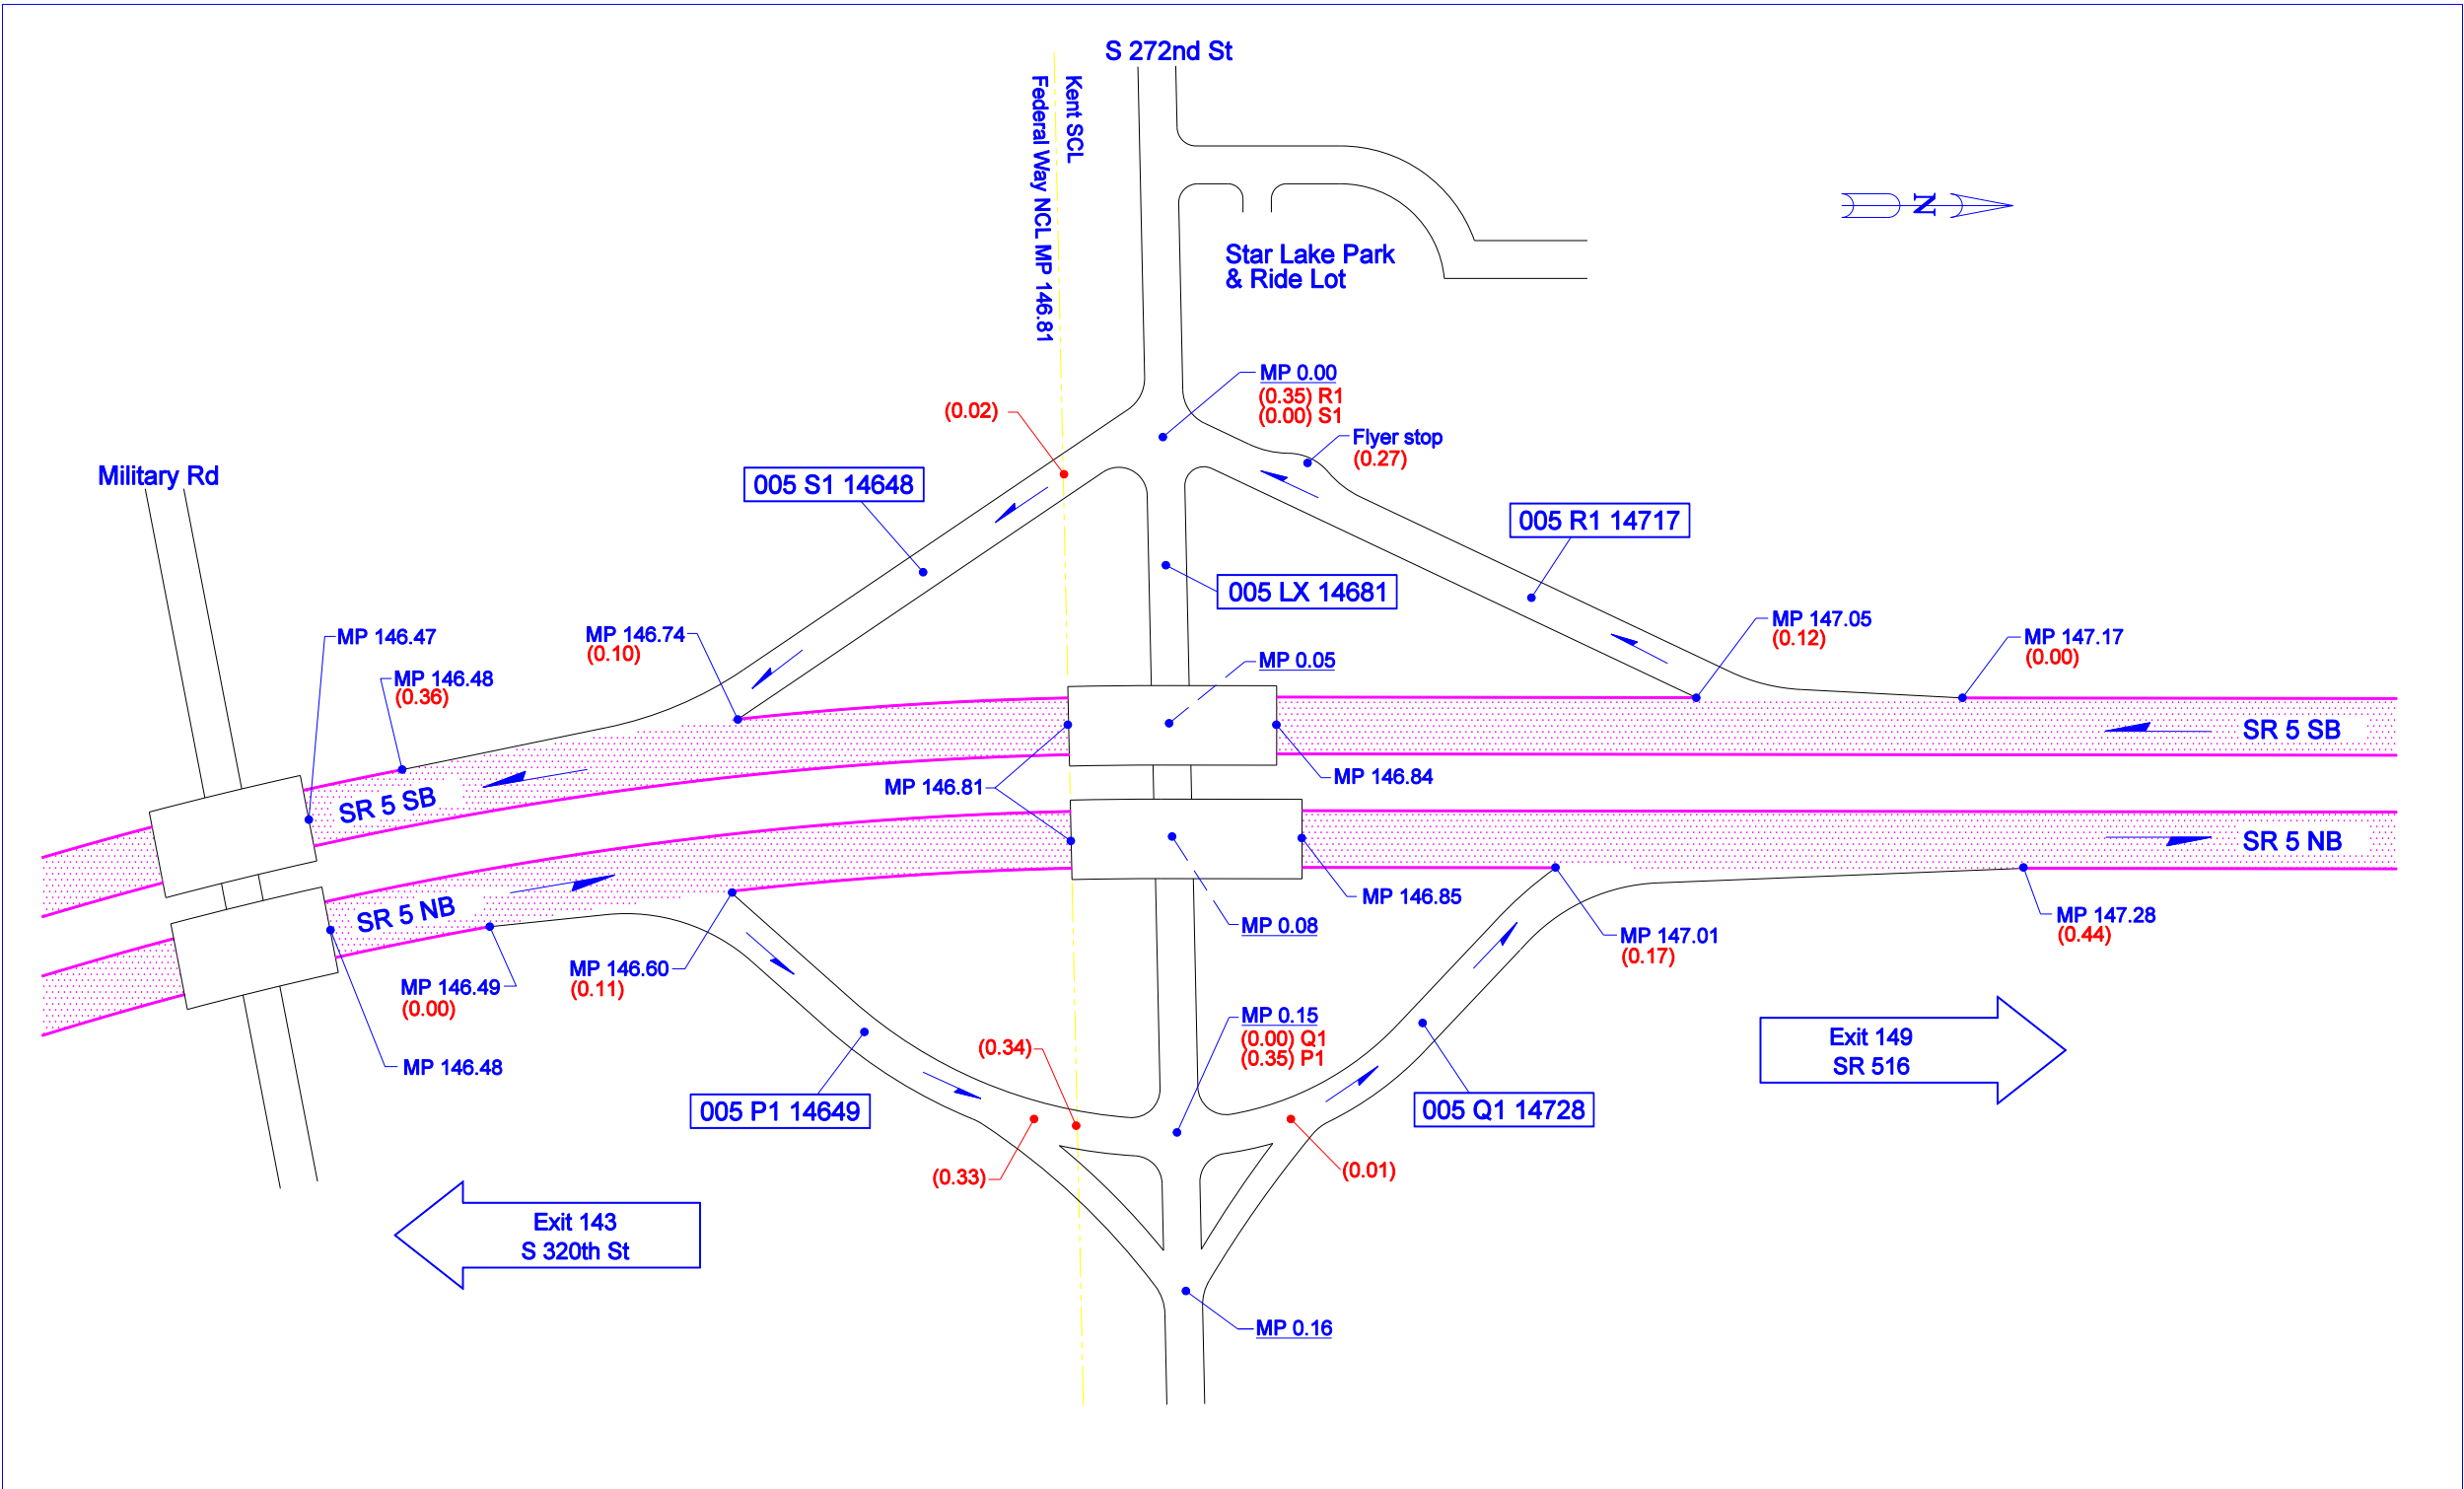 S 272nd St
Kent SCL
Federal Way NCL MP 146.81
N
Star Lake Park
& Ride Lot
MP 0.00
(0.35) R1
(0.00) S1
(0.02)
Flyer stop
(0.27)
Military Rd
005 S1 14648
005 R1 14717
005 LX 14681
MP 146.47
MP 146.74
(0.10)
MP 147.05
(0.12)
MP 147.17
(0.00)
MP 146.48
(0.36)
MP 0.05
SR 5 SB
SR 5 SB
MP 146.81
MP 146.84
SR 5 NB
SR 5 NB
MP 146.85
MP 0.08
MP 147.28
(0.44)
MP 147.01
(0.17)
MP 146.60
(0.11)
MP 146.49
(0.00)
MP 146.48
MP 0.15
(0.00) Q1
(0.35) P1
(0.34)
Exit 149
SR 516
005 P1 14649
005 Q1 14728
(0.33)
(0.01)
Exit 143
S 320th St
MP 0.16